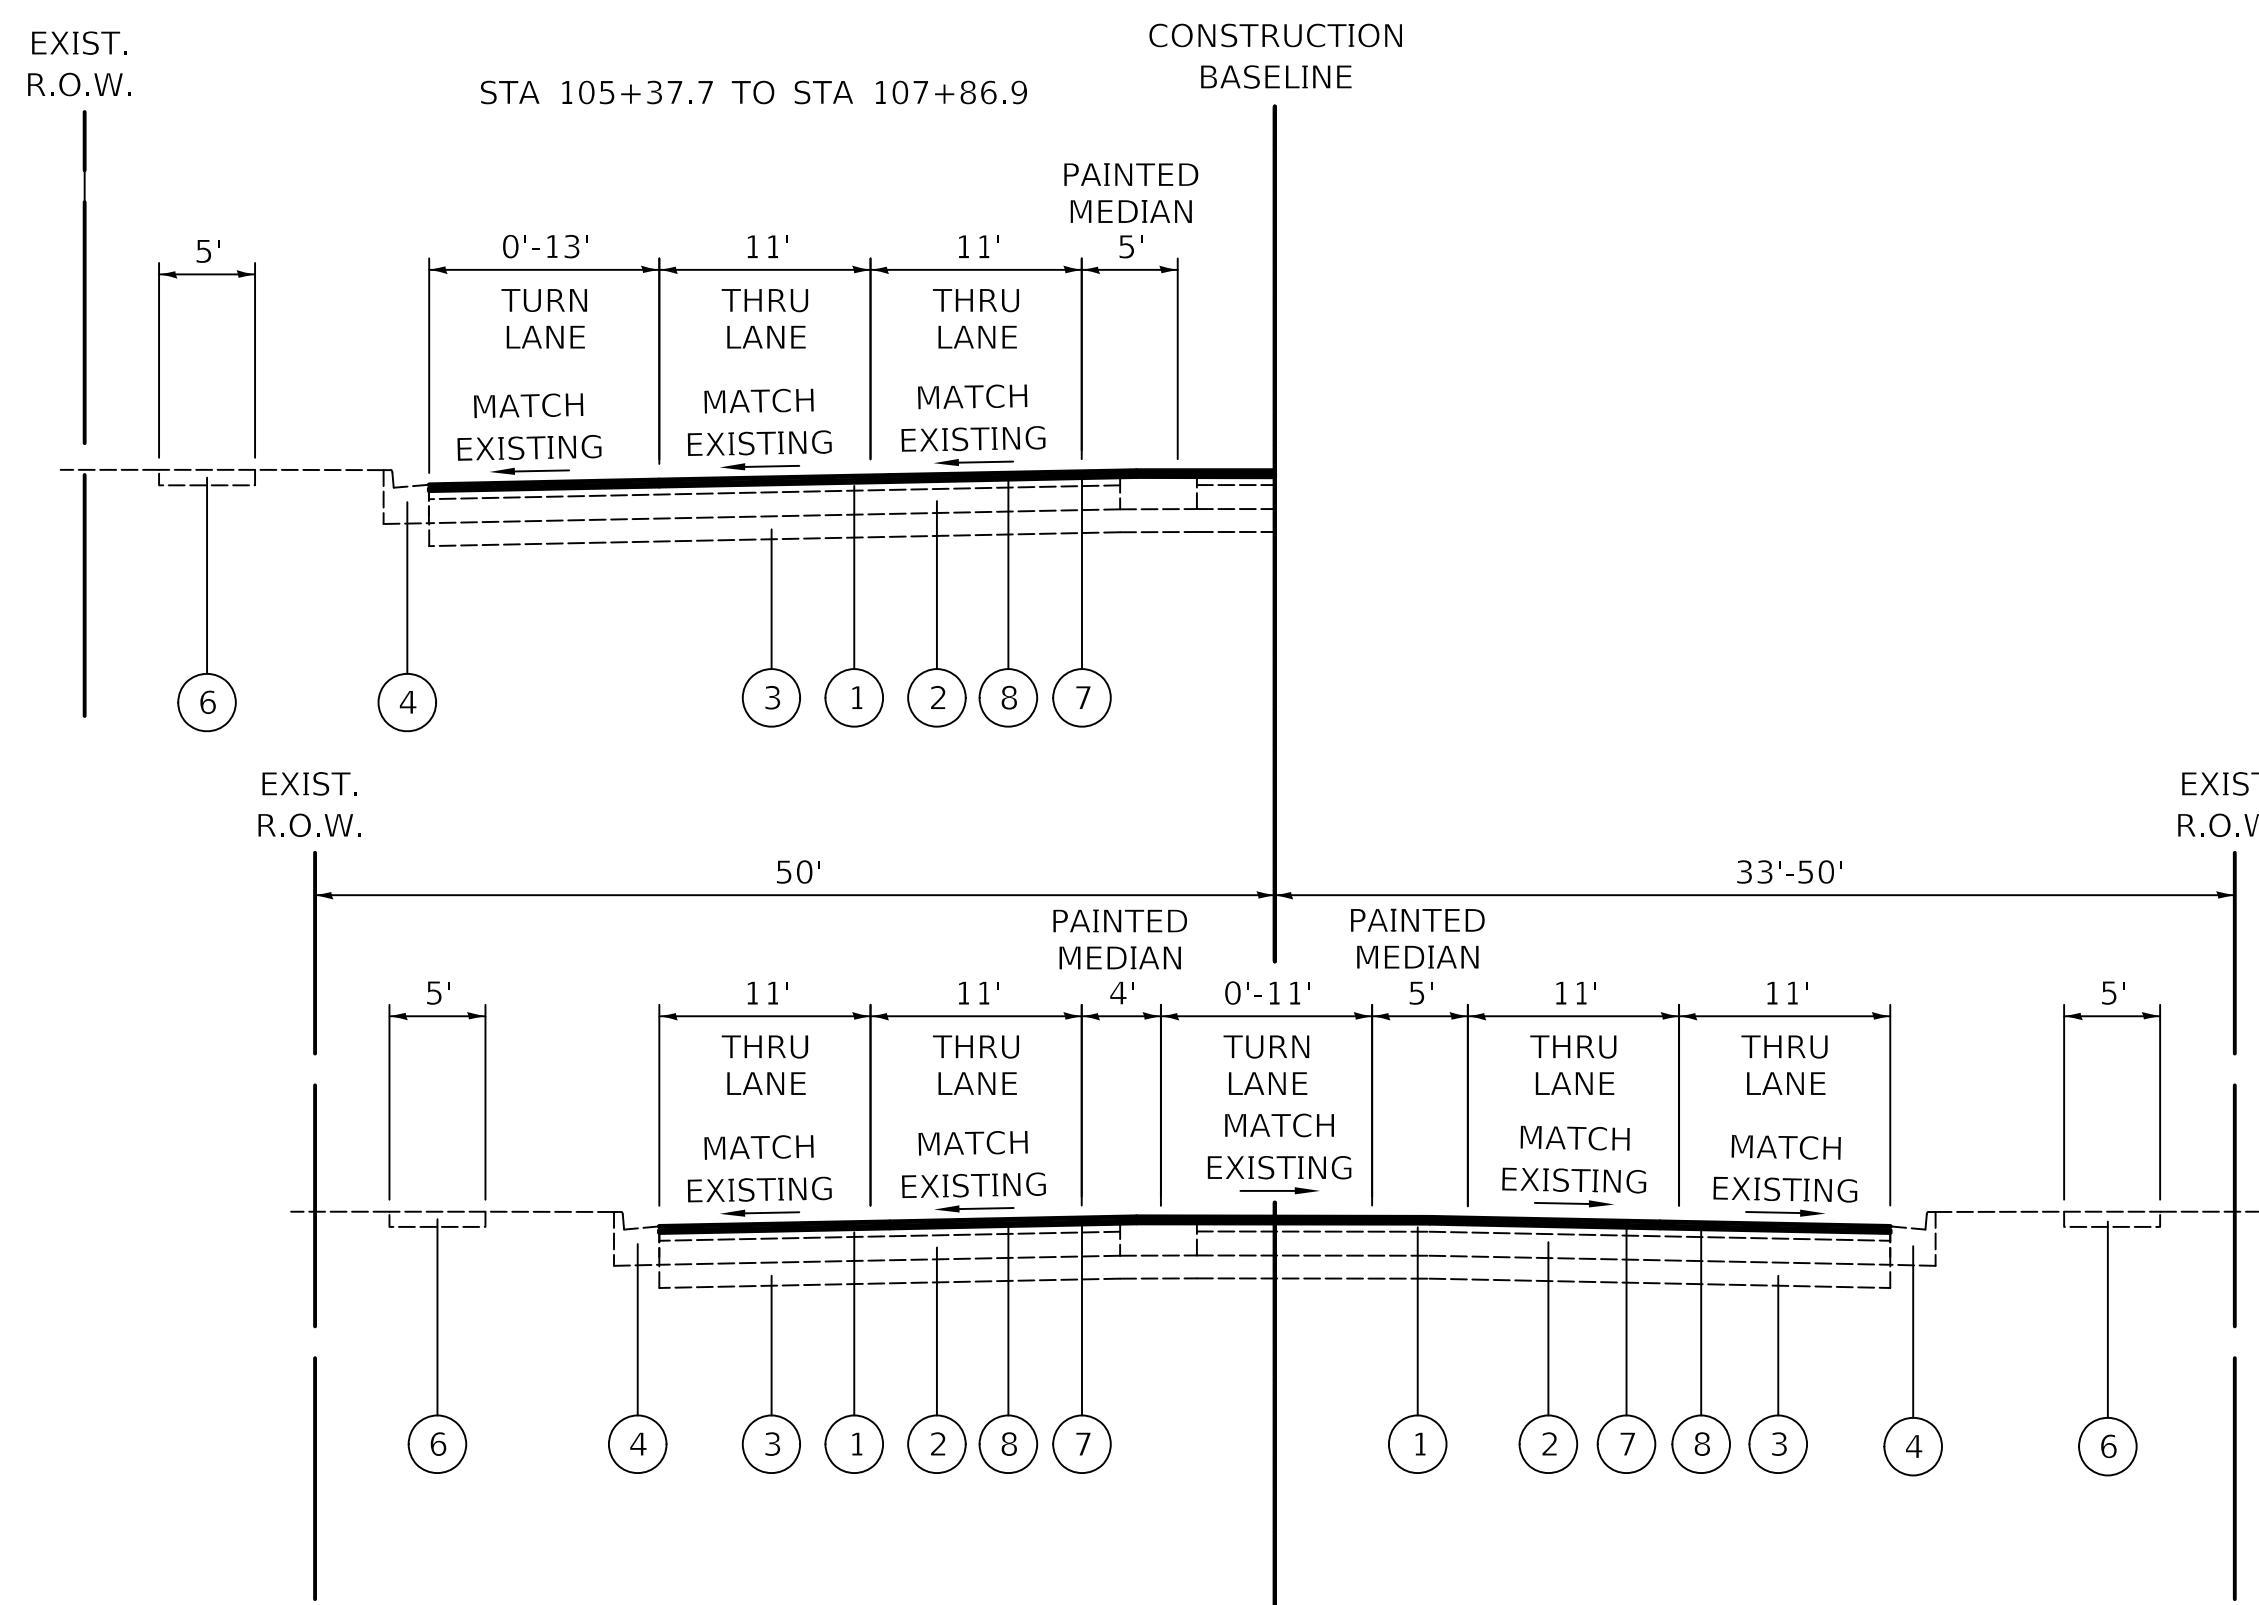 EXIST.
R.O.W.
STA 105+37.7 TO STA 107+86.9
CONSTRUCTION
BASELINE
PAINTED
MEDIAN
5'
0'-13'
11'
11'
5'
TURN
LANE
THRU
LANE
THRU
LANE
MATCH
EXISTING
MATCH
EXISTING
MATCH
EXISTING
6
4
3
1
2
8
7
EXIST.
R.O.W.
EXIS
R.O.
50'
33'-50'
PAINTED
MEDIAN
PAINTED
MEDIAN
5'
11'
11'
4'
0'-11'
5'
11'
11'
5'
THRU
LANE
THRU
LANE
TURN
LANE
THRU
LANE
THRU
LANE
MATCH
EXISTING
MATCH
EXISTING
MATCH
EXISTING
MATCH
EXISTING
MATCH
EXISTING
6
4
3
1
2
8
7
1
2
7
8
3
4
6